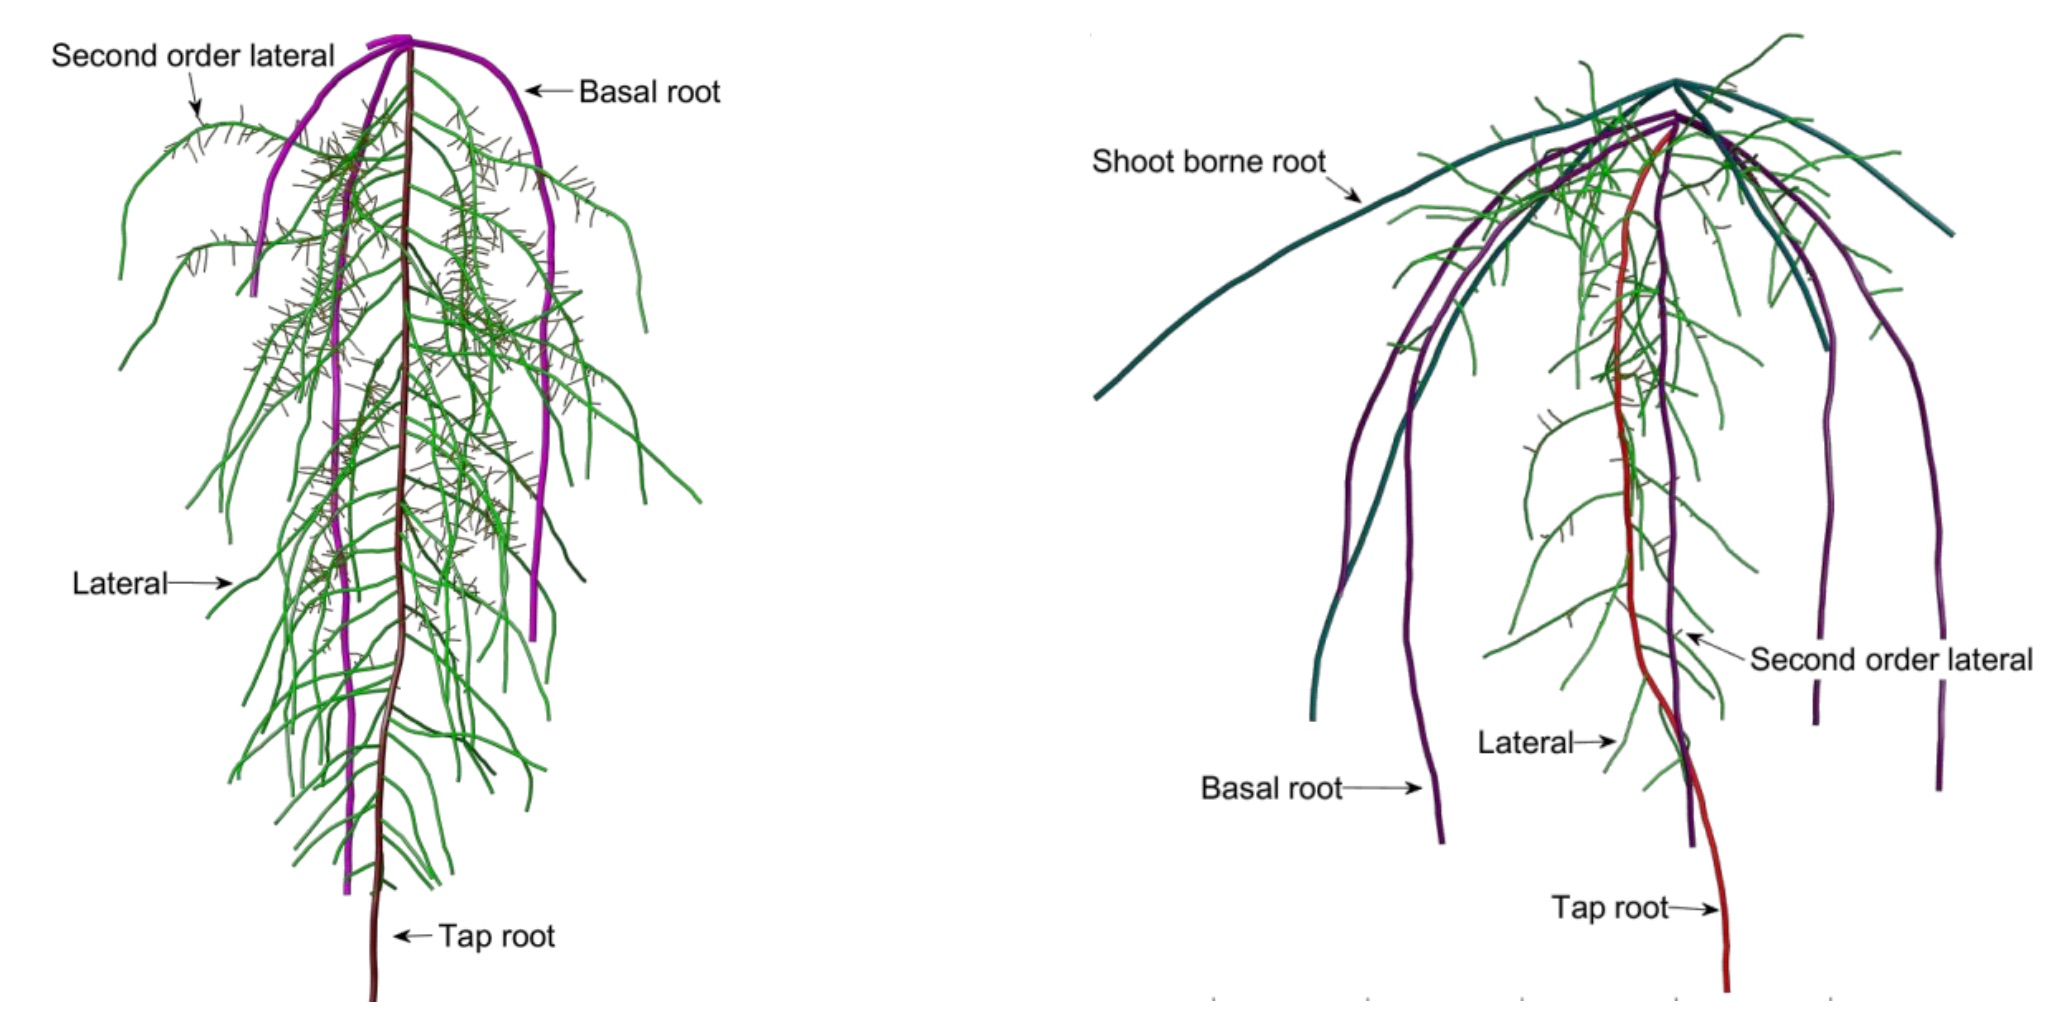 Second order lateral
Basal root
Lateral
Tap root
Shoot borne root
Second order lateral
Lateral
Basal root
Tap root